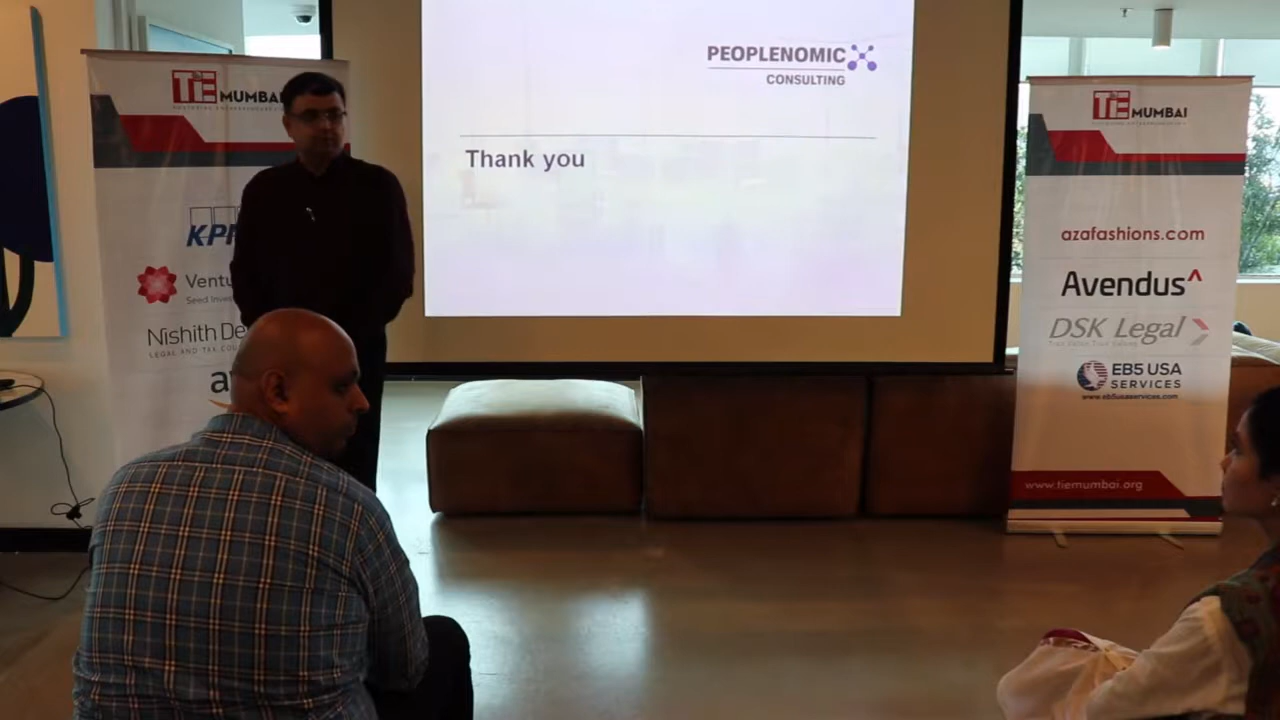 TiE MUMBAI
KP
Ventu
Seed Inves
Nishith De
LEGAL AND TAX COU
a
PEOPLENOMIC
CONSULTING
Thank you
TiE MUMBAI
azafashions.com
Avendus
DSK Legal
EB5 USA
SERVICES
www.eb5usaservices.com
www.tiemumbai.org